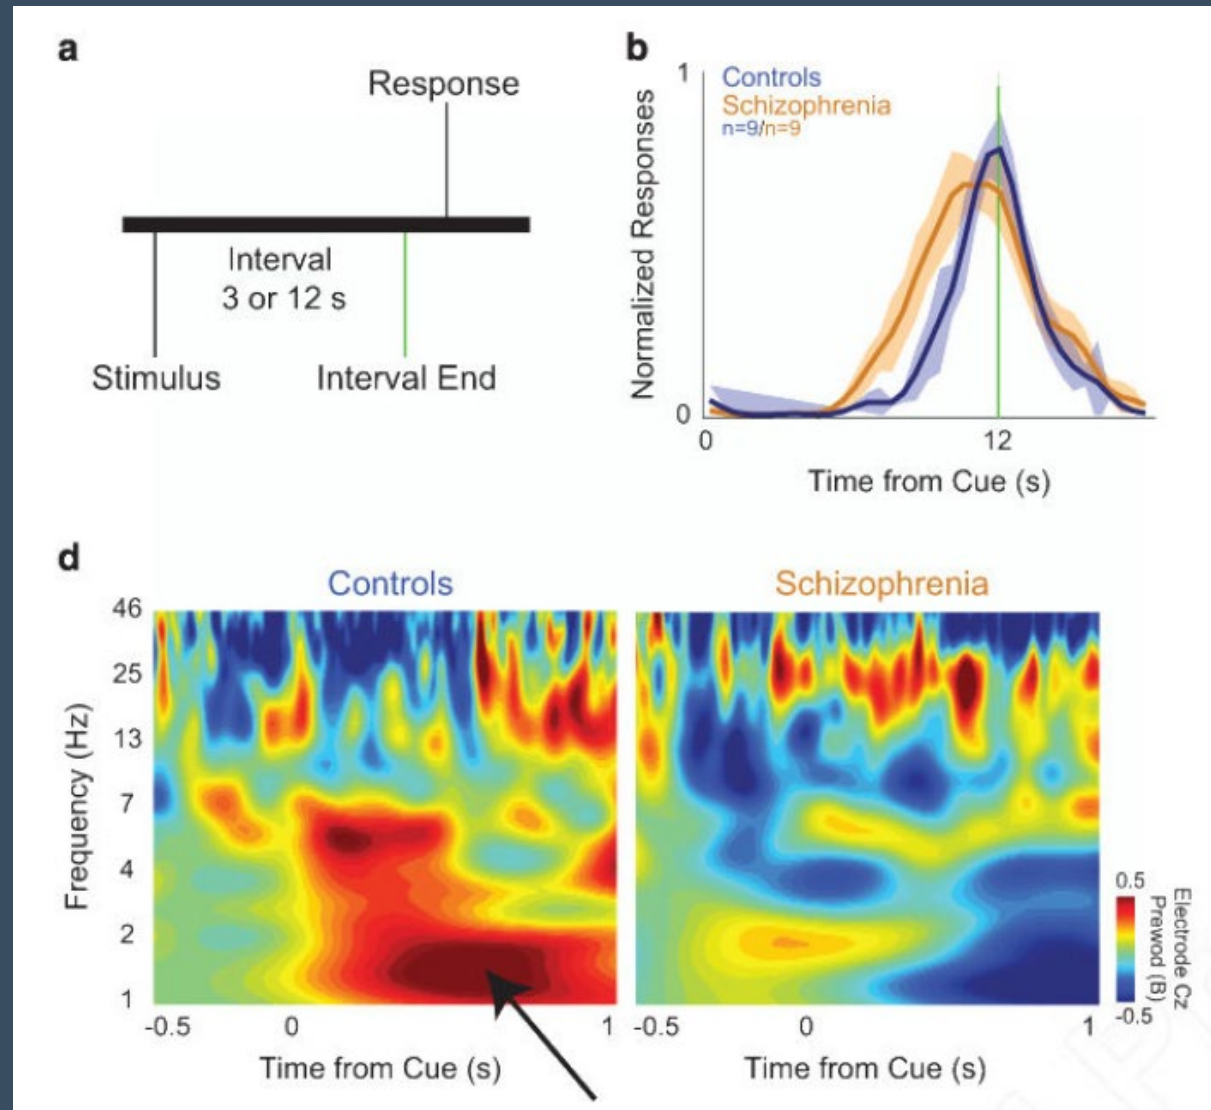 a
Response
Interval
3 or 12 s
Stimulus
Interval End
b
1
Controls
Schizophrenia
n=9/n=9
Normalized Responses
0
0
12
Time from Cue (s)
d
Controls
Schizophrenia
46
25
13
7
4
2
1
Frequency (Hz)
-0.5
0
1
Time from Cue (s)
-0.5
0
1
Time from Cue (s)
0.5
-0.5
Electrode Cz
Prewod (B)